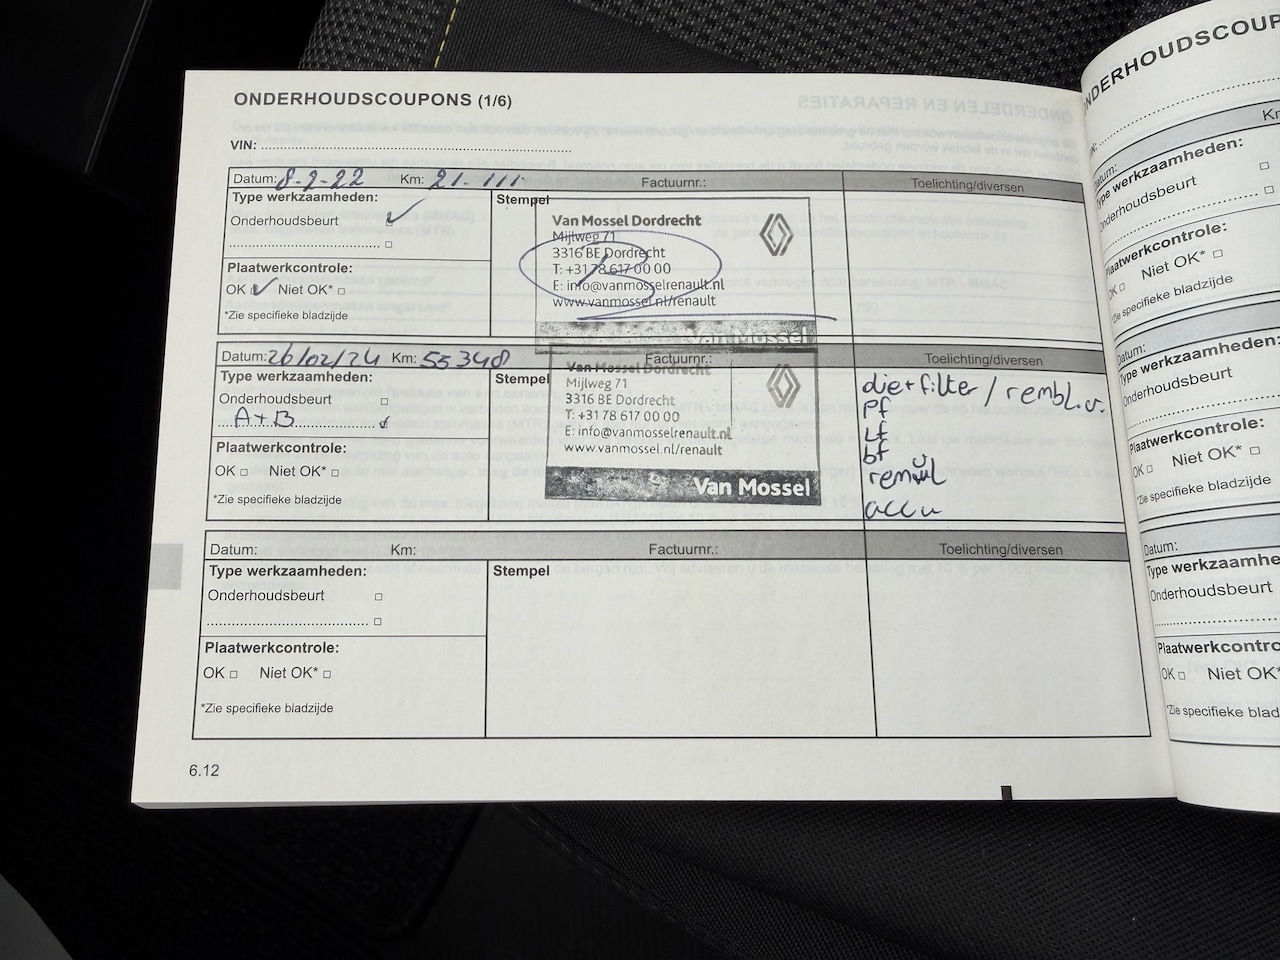 ONDERHOUDSCOUPONS (1/6)
VIN:
Datum: 8-2-22 Km: 21.111 Factuurnr.: Toelichting/diversen
Type werkzaamheden:
Onderhoudsbeurt
Plaatwerkcontrole:
OK Niet OK*
*Zie specifieke bladzijde
Stempel
Van Mossel Dordrecht
Mijlweg 71
3316 BE Dordrecht
T: +31 78 617 00 00
E: info@vanmosselrenault.nl
www.vanmossel.nl/renault
Van Mossel
Datum: 26/02/24 Km: 55348 Factuurnr.: Toelichting/diversen
Type werkzaamheden:
Onderhoudsbeurt
A+B
Plaatwerkcontrole:
OK Niet OK*
*Zie specifieke bladzijde
Stempel
Van Mossel Dordrecht
Mijlweg 71
3316 BE Dordrecht
T: +31 78 617 00 00
E: info@vanmosselrenault.nl
www.vanmossel.nl/renault
Van Mossel
olie+filter / rembl.v.
pf
Lf
bf
accu
Datum: Km: Factuurnr.: Toelichting/diversen
Type werkzaamheden:
Onderhoudsbeurt
Plaatwerkcontrole:
OK Niet OK*
*Zie specifieke bladzijde
Stempel
6.12
Type werkzaamheden:
Onderhoudsbeurt
Plaatwerkcontrole:
OK Niet OK*
*Zie specifieke bladzijde
Datum:
Type werkzaamheden:
Onderhoudsbeurt
Plaatwerkcontrole:
OK Niet OK*
*Zie specifieke bladzijde
Datum:
Onderhoudsbeurt
OK Niet OK*